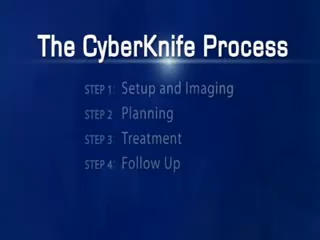 The CyberKnife Process
STEP 1: Setup and Imaging
STEP 2 Planning
STEP 3: Treatment
STEP 4: Follow Up